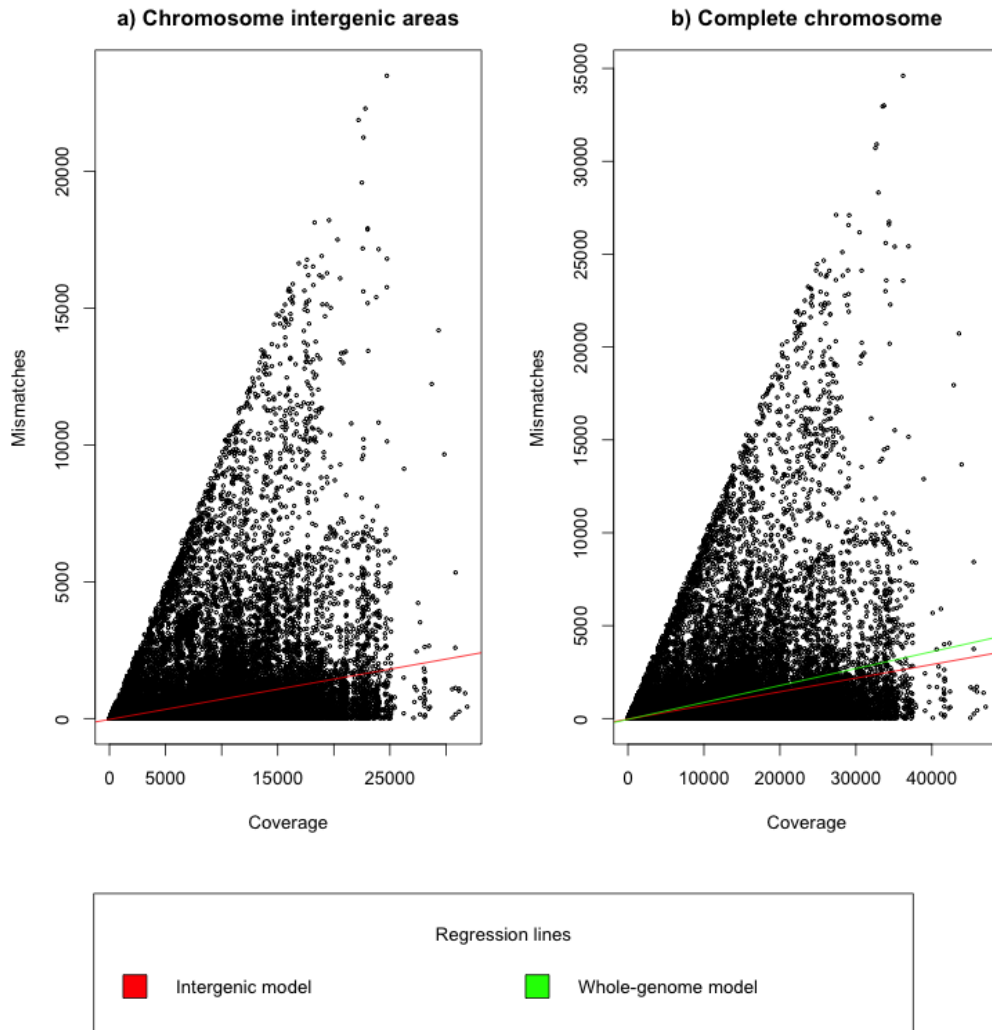 a) Chromosome intergenic areas
Mismatches
0
5000
10000
15000
20000
0
5000
15000
25000
Coverage
b) Complete chromosome
Mismatches
0
5000
10000
15000
20000
25000
30000
35000
0
10000
20000
30000
40000
Coverage
Regression lines
Intergenic model
Whole-genome model